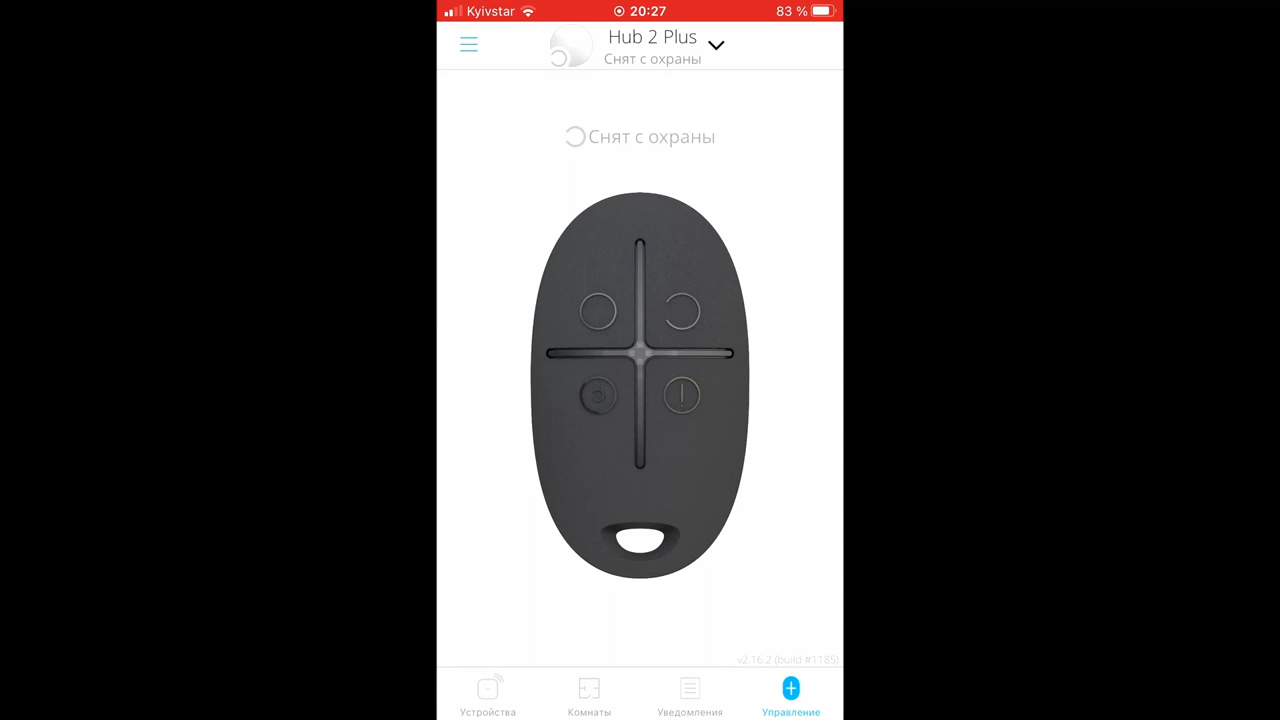 Kyivstar 20:27 83 %
Hub 2 Plus
Снят с охраны
Снят с охраны
v2.16.2 (build #1185)
Устройства Комнаты Уведомления Управление